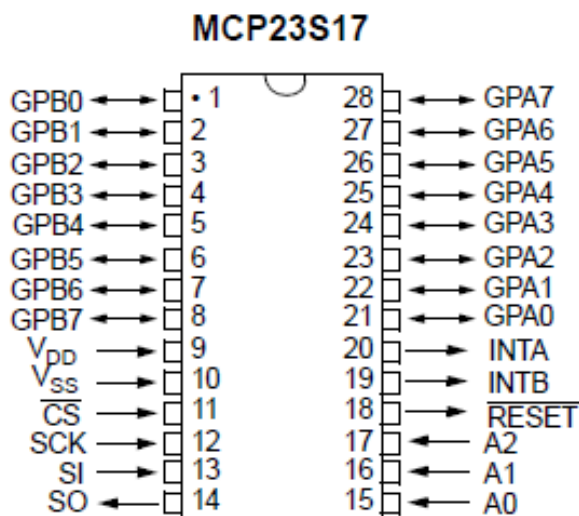 MCP23S17
GPB0 • 1 28 GPA7
GPB1 2 27 GPA6
GPB2 3 26 GPA5
GPB3 4 25 GPA4
GPB4 5 24 GPA3
GPB5 6 23 GPA2
GPB6 7 22 GPA1
GPB7 8 21 GPA0
VDD 9 20 INTA
VSS 10 19 INTB
CS 11 18 RESET
SCK 12 17 A2
SI 13 16 A1
SO 14 15 A0